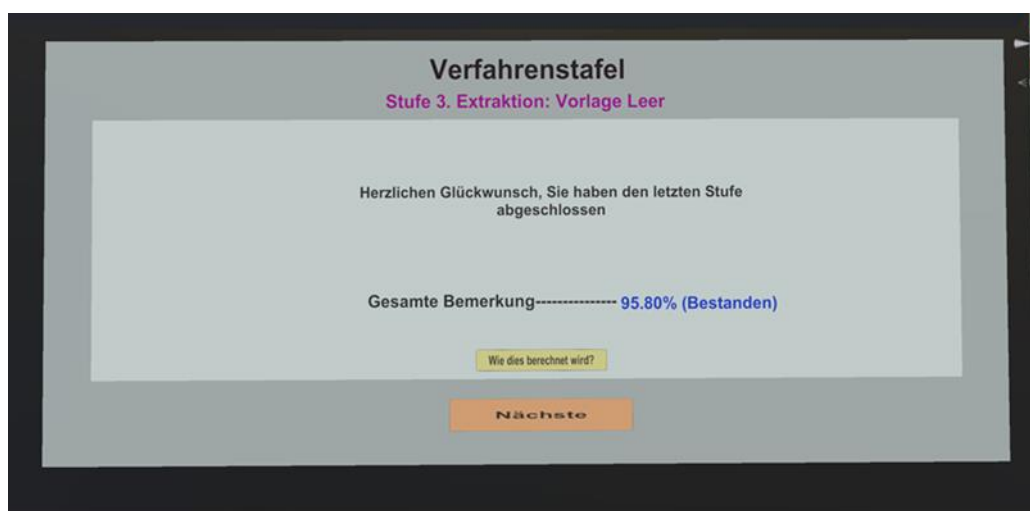 Verfahrenstafel
Stufe 3. Extraktion: Vorlage Leer
Herzlichen Glückwunsch, Sie haben den letzten Stufe
abgeschlossen
Gesamte Bemerkung--------------- 95.80% (Bestanden)
Wie dies berechnet wird?
Nächste